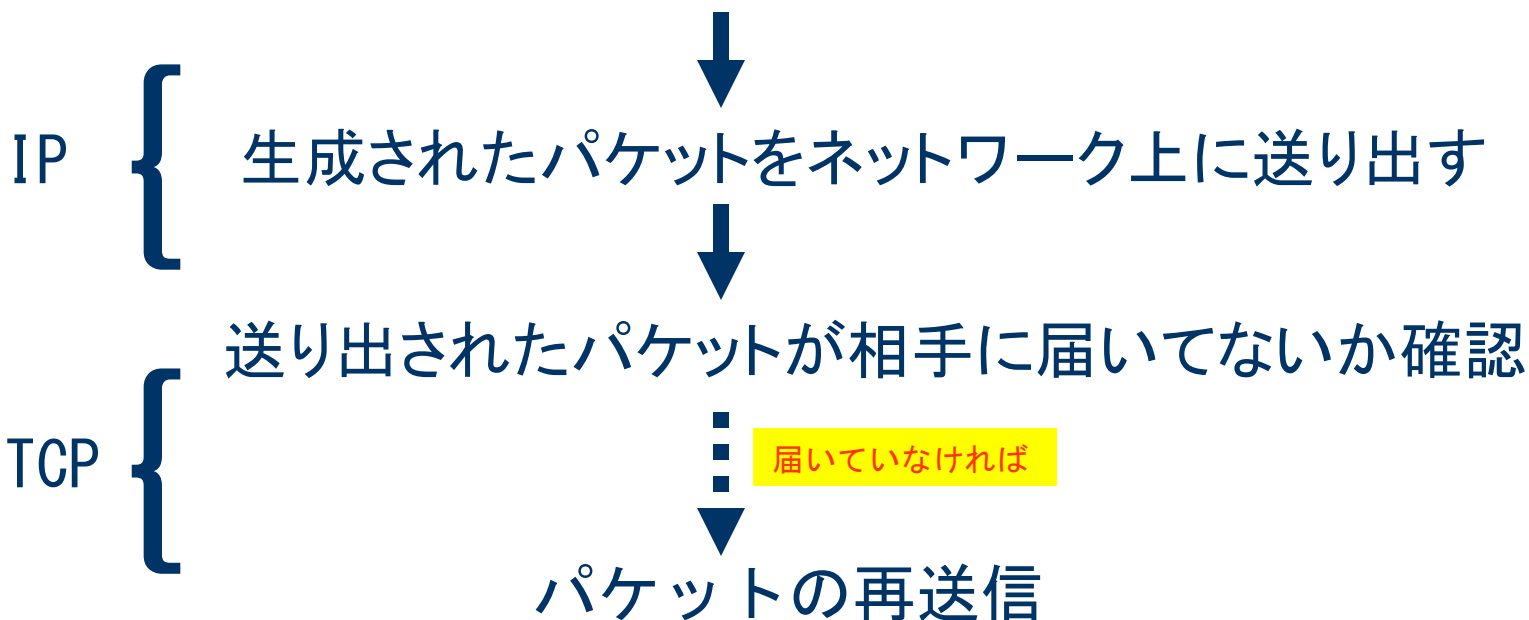 IP
生成されたパケットをネットワーク上に送り出す
送り出されたパケットが相手に届いてないか確認
TCP
届いていなければ
パケットの再送信